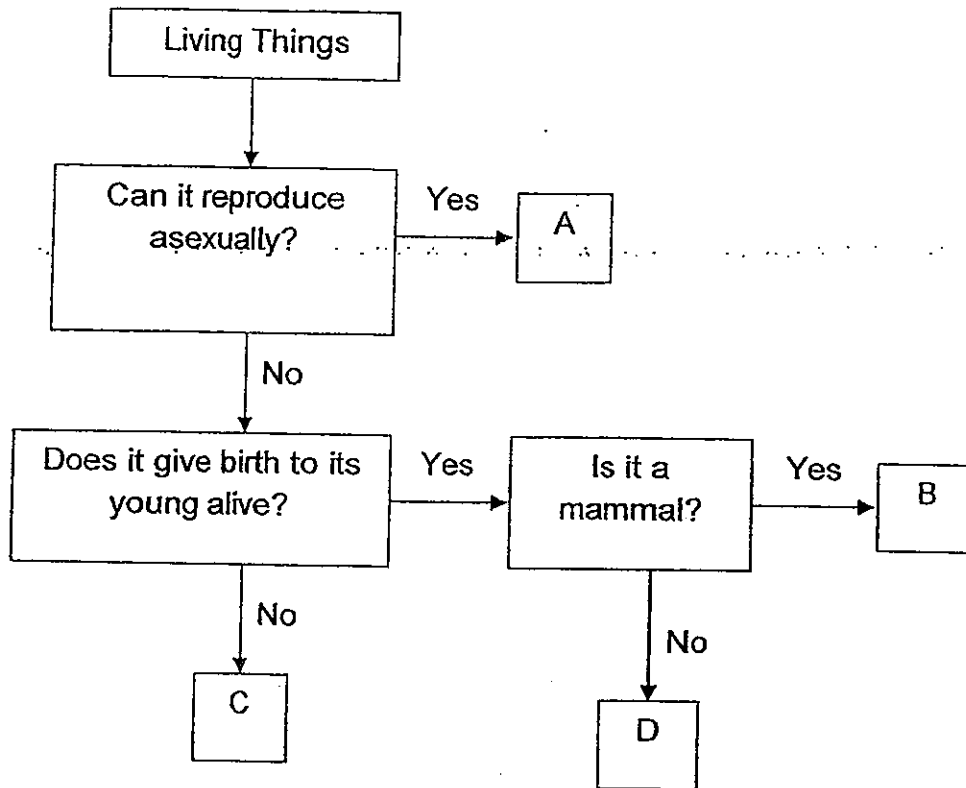 Living Things
Can it reproduce
asexually?
Yes
A
No
Does it give birth to its
young alive?
Yes
Is it a
mammal?
Yes
B
No
C
No
D